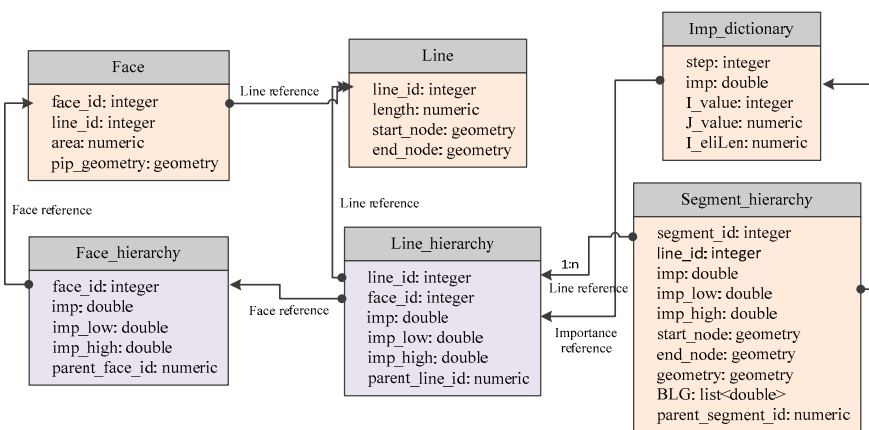 Face
face_id: integer
line_id: integer
area: numeric
pip_geometry: geometry
Line reference
Line
line_id: integer
length: numeric
start_node: geometry
end_node: geometry
Imp_dictionary
step: integer
imp: double
I_value: integer
J_value: numeric
I_eliLen: numeric
Face reference
Line reference
Face_hierarchy
face_id: integer
imp: double
imp_low: double
imp_high: double
parent_face_id: numeric
Face reference
Line_hierarchy
line_id: integer
face_id: integer
imp: double
imp_low: double
imp_high: double
parent_line_id: numeric
1:n
Line reference
Importance
reference
Segment_hierarchy
segment_id: integer
line_id: integer
imp: double
imp_low: double
imp_high: double
start_node: geometry
end_node: geometry
geometry: geometry
BLG: list<double>
parent_segment_id: numeric